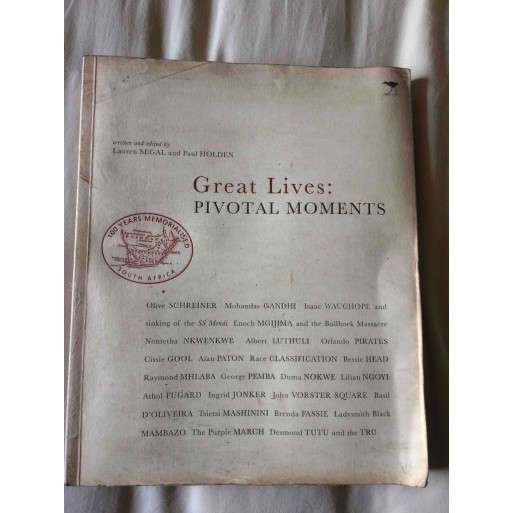 written and edited by
Lauren SEGAL and Paul HOLDEN
Great Lives:
PIVOTAL MOMENTS
100 YEARS MEMORIALISED
SOUTH AFRICA
Olive SCHREINER Mohandas GANDHI Isaac WAUCHOPE and
sinking of the SS Mendi Enoch MGIJIMA and the Bullhoek Massacre
Nontetha NKWENKWE Albert LUTHULI Orlando PIRATES
Cissie GOOL Alan PATON Race CLASSIFICATION Bessie HEAD
Raymond MHLABA George PEMBA Duma NOKWE Lilian NGOYI
Athol FUGARD Ingrid JONKER John VORSTER SQUARE Basil
D'OLIVEIRA Tsietsi MASHININI Brenda FASSIE Ladysmith Black
MAMBAZO The Purple MARCH Desmond TUTU and the TRC